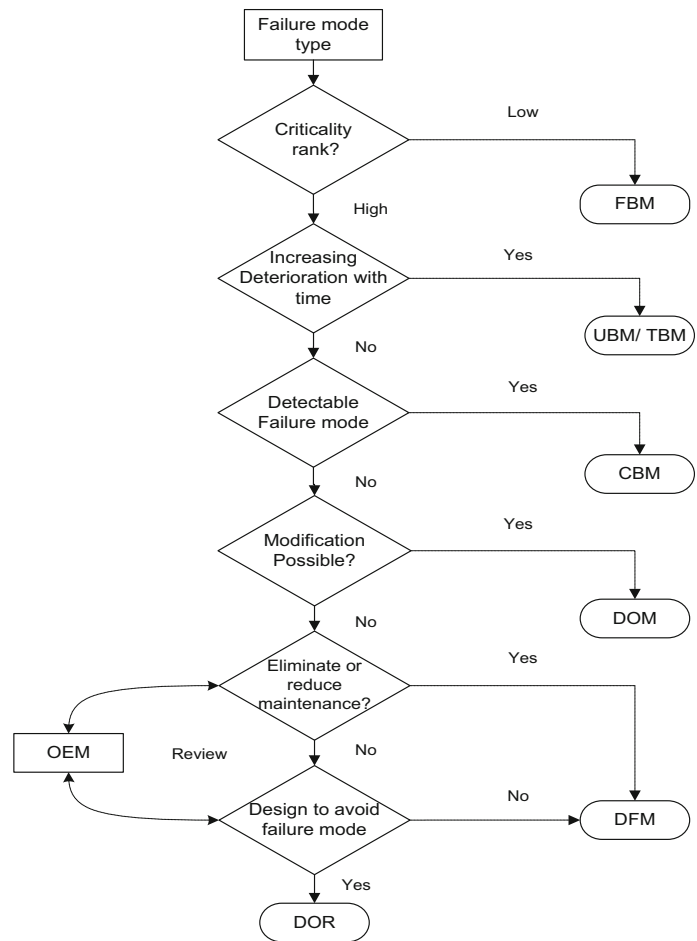 Failure mode
type
Criticality
rank?
Low
FBM
High
Increasing
Deterioration with
time
Yes
UBM/ TBM
No
Detectable
Failure mode
Yes
CBM
No
Modification
Possible?
Yes
DOM
No
Eliminate or
reduce
maintenance?
Yes
OEM
Review
No
Design to avoid
failure mode
No
DFM
Yes
DOR